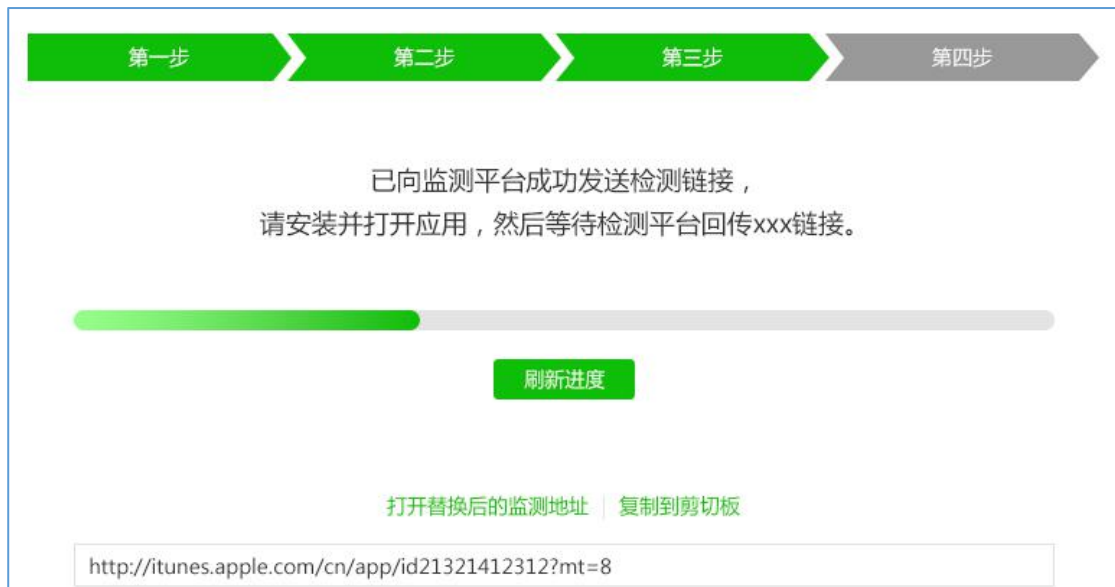 第一步
第二步
第三步
第四步
已向监测平台成功发送检测链接，
请安装并打开应用，然后等待检测平台回传xxx链接。
刷新进度
打开替换后的监测地址
复制到剪切板
http://itunes.apple.com/cn/app/id21321412312?mt=8